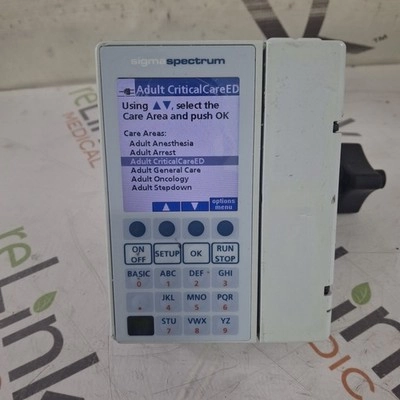 sigmaspectrum
Adult CriticalCareED
Using ▲▼, select the
Care Area and push OK
Care Areas:
Adult Anesthesia
Adult Arrest
Adult CriticalCareED
Adult General Care
Adult Oncology
Adult Stepdown
▲ ▼ options
menu
ON
OFF
SETUP
OK
RUN
STOP
BASIC ABC DEF GHI
0 1 2 3
JKL MNO PQR
. 4 5 6
STU VWX YZ
7 8 9
reLink
MEDICAL